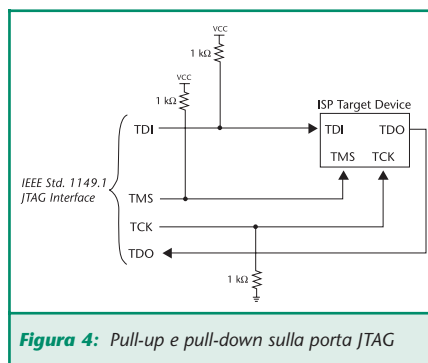 VCC
1 kΩ
VCC
1 kΩ
ISP Target Device
TDI
TDI
TDO
TMS
TCK
IEEE Std. 1149.1
JTAG Interface
TMS
TCK
TDO
1 kΩ
Figura 4: Pull-up e pull-down sulla porta JTAG